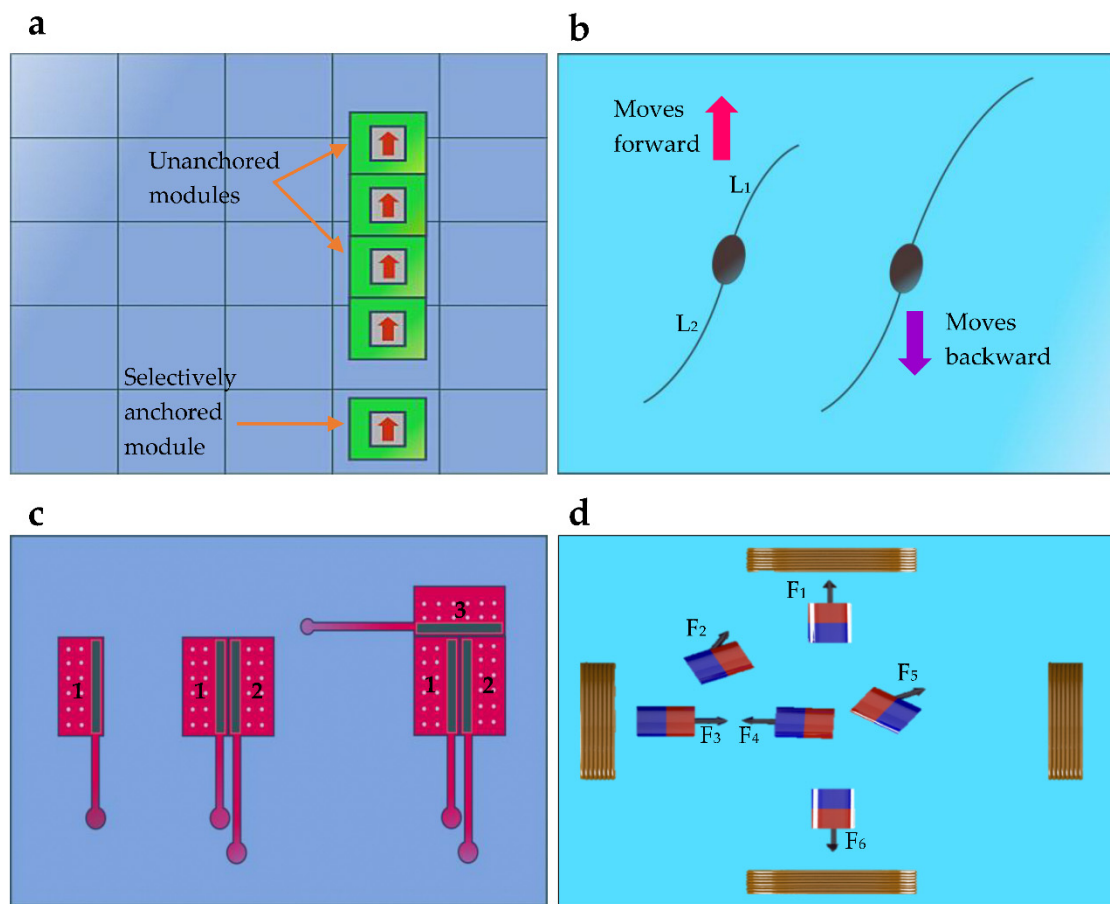 a
Unanchored
modules
Selectively
anchored
module
b
Moves
forward
L1
L2
Moves
backward
c
1
1 2
3
1 2
d
F1
F2
F5
F3 F4
F6